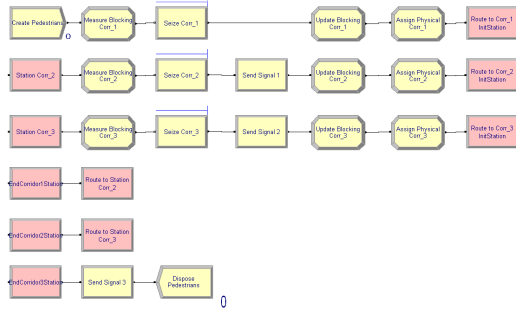 Create Pedestrians
0
Measure Blocking
Corr_1
Seize Corr_1
Update Blocking
Corr_1
Assign Physical
Corr_1
Route to Corr_1
InitStation
Station Corr_2
Measure Blocking
Corr_2
Seize Corr_2
Send Signal 1
Update Blocking
Corr_2
Assign Physical
Corr_2
Route to Corr_2
InitStation
Station Corr_3
Measure Blocking
Corr_3
Seize Corr_3
Send Signal 2
Update Blocking
Corr_3
Assign Physical
Corr_3
Route to Corr_3
InitStation
EndCorridor1Station
Route to Station
Corr_2
EndCorridor2Station
Route to Station
Corr_3
EndCorridor3Station
Send Signal 3
Dispose
Pedestrians
0